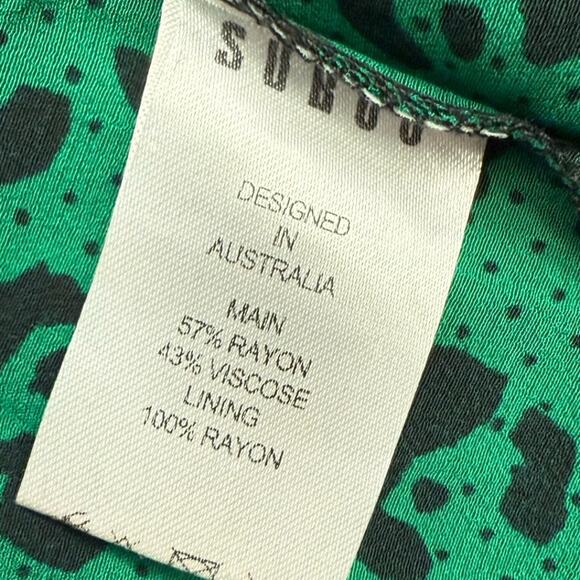 SUBOO
DESIGNED
IN
AUSTRALIA
MAIN
57% RAYON
43% VISCOSE
LINING
100% RAYON